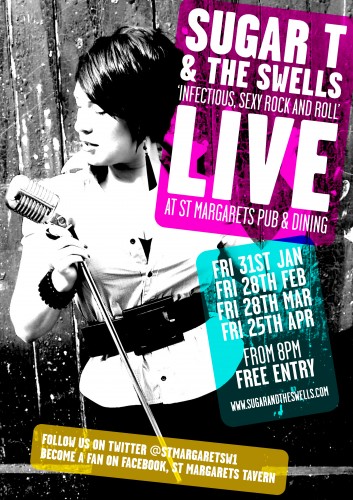 SUGAR T
& THE SWELLS
'INFECTIOUS, SEXY ROCK AND ROLL'
LIVE
AT ST MARGARETS PUB & DINING
FRI 31ST JAN
FRI 28TH FEB
FRI 28TH MAR
FRI 25TH APR
FROM 8PM
FREE ENTRY
WWW.SUGARANDTHESWELLS.COM
FOLLOW US ON TWITTER @STMARGARETSW1
BECOME A FAN ON FACEBOOK, ST MARGARETS TAVERN